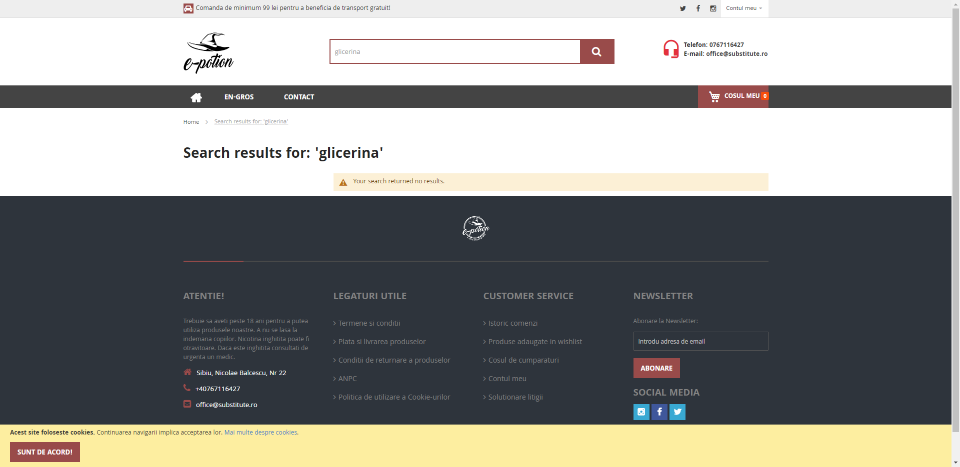 Comanda de minimum 99 lei pentru a beneficia de transport gratuit!
Contul meu
e-potion
glicerina
Telefon: 0767116427
E-mail: office@substitute.ro
EN-GROS
CONTACT
COSUL MEU 0
Home > Search results for: 'glicerina'
Search results for: 'glicerina'
Your search returned no results.
e-potion
ATENTIE!
Trebuie sa aveti peste 18 ani pentru a putea
utiliza produsele noastre. A nu se lasa la
indemana copiilor. Nicotina inghitita poate fi
otravitoare. Daca este inghitita consultati de
urgenta un medic.
Sibiu, Nicolae Balcescu, Nr 22
+40767116427
office@substitute.ro
LEGATURI UTILE
> Termene si conditii
> Plata si livrarea produselor
> Conditii de returnare a produselor
> ANPC
> Politica de utilizare a Cookie-urilor
CUSTOMER SERVICE
> Istoric comenzi
> Produse adaugate in wishlist
> Cosul de cumparaturi
> Contul meu
> Solutionare litigii
NEWSLETTER
Abonare la Newsletter:
Introdu adresa de email
ABONARE
SOCIAL MEDIA
Acest site foloseste cookies. Continuarea navigarii implica acceptarea lor. Mai multe despre cookies.
SUNT DE ACORD!